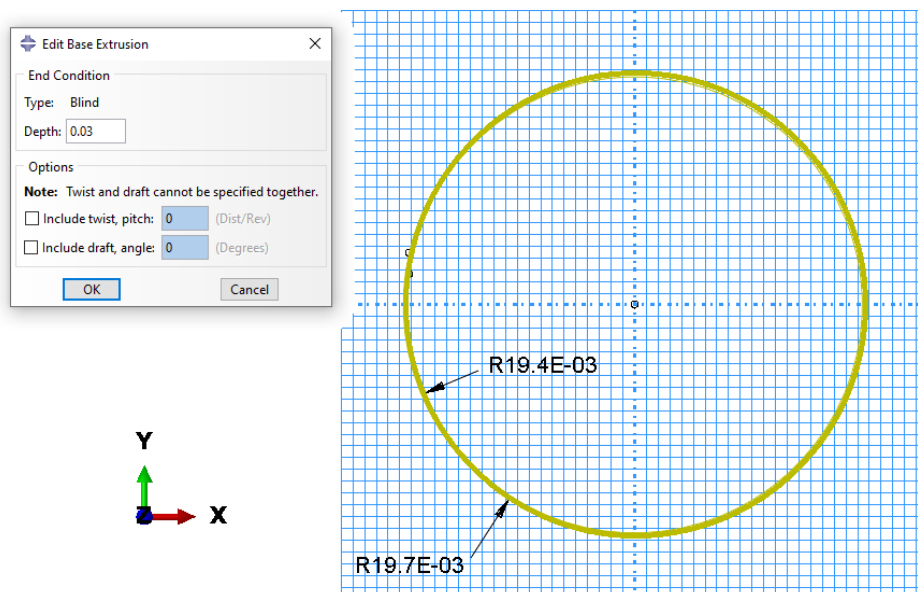 Edit Base Extrusion
End Condition
Type: Blind
Depth: 0.03
Options
Note: Twist and draft cannot be specified together.
Include twist, pitch: 0 (Dist/Rev)
Include draft, angle: 0 (Degrees)
OK Cancel
R19.4E-03
R19.7E-03
Y
Z X